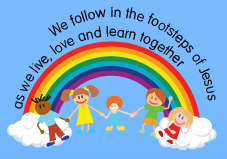 We follow in the footsteps of Jesus
as we live, love and learn together